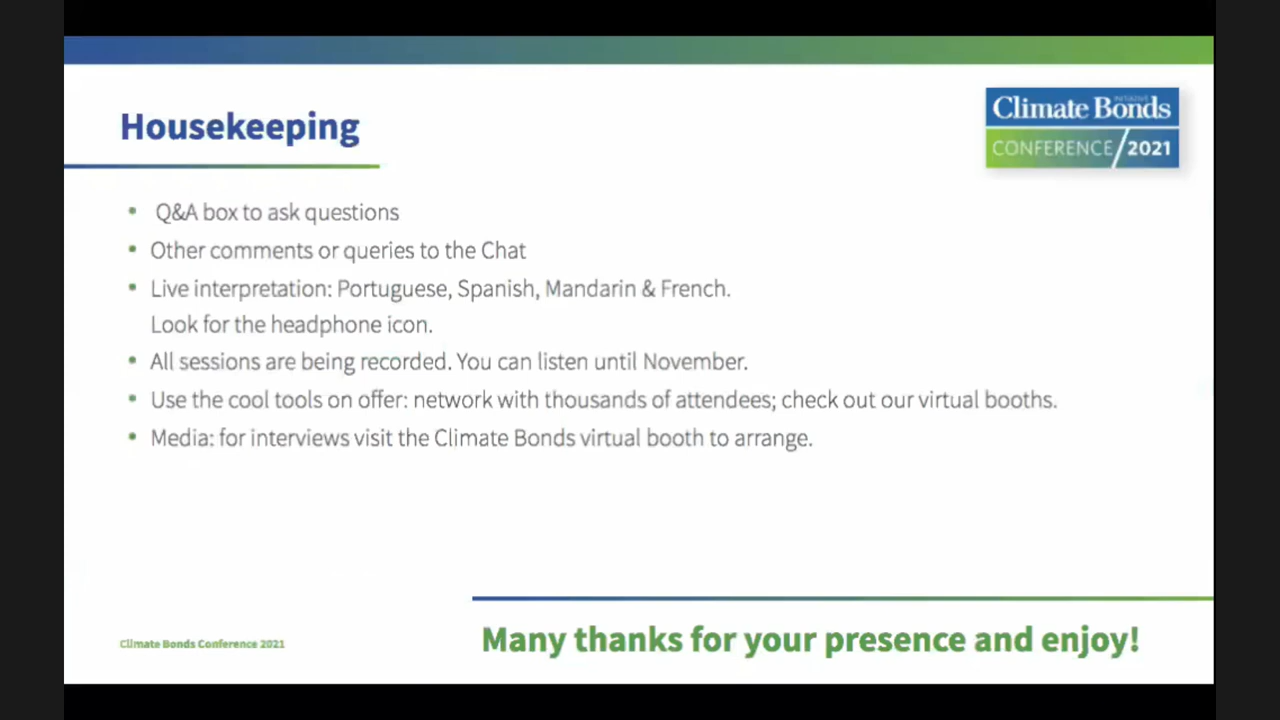 Housekeeping
Climate Bonds
INITIATIVE
CONFERENCE/2021
• Q&A box to ask questions
• Other comments or queries to the Chat
• Live interpretation: Portuguese, Spanish, Mandarin & French.
Look for the headphone icon.
• All sessions are being recorded. You can listen until November.
• Use the cool tools on offer: network with thousands of attendees; check out our virtual booths.
• Media: for interviews visit the Climate Bonds virtual booth to arrange.
Climate Bonds Conference 2021
Many thanks for your presence and enjoy!